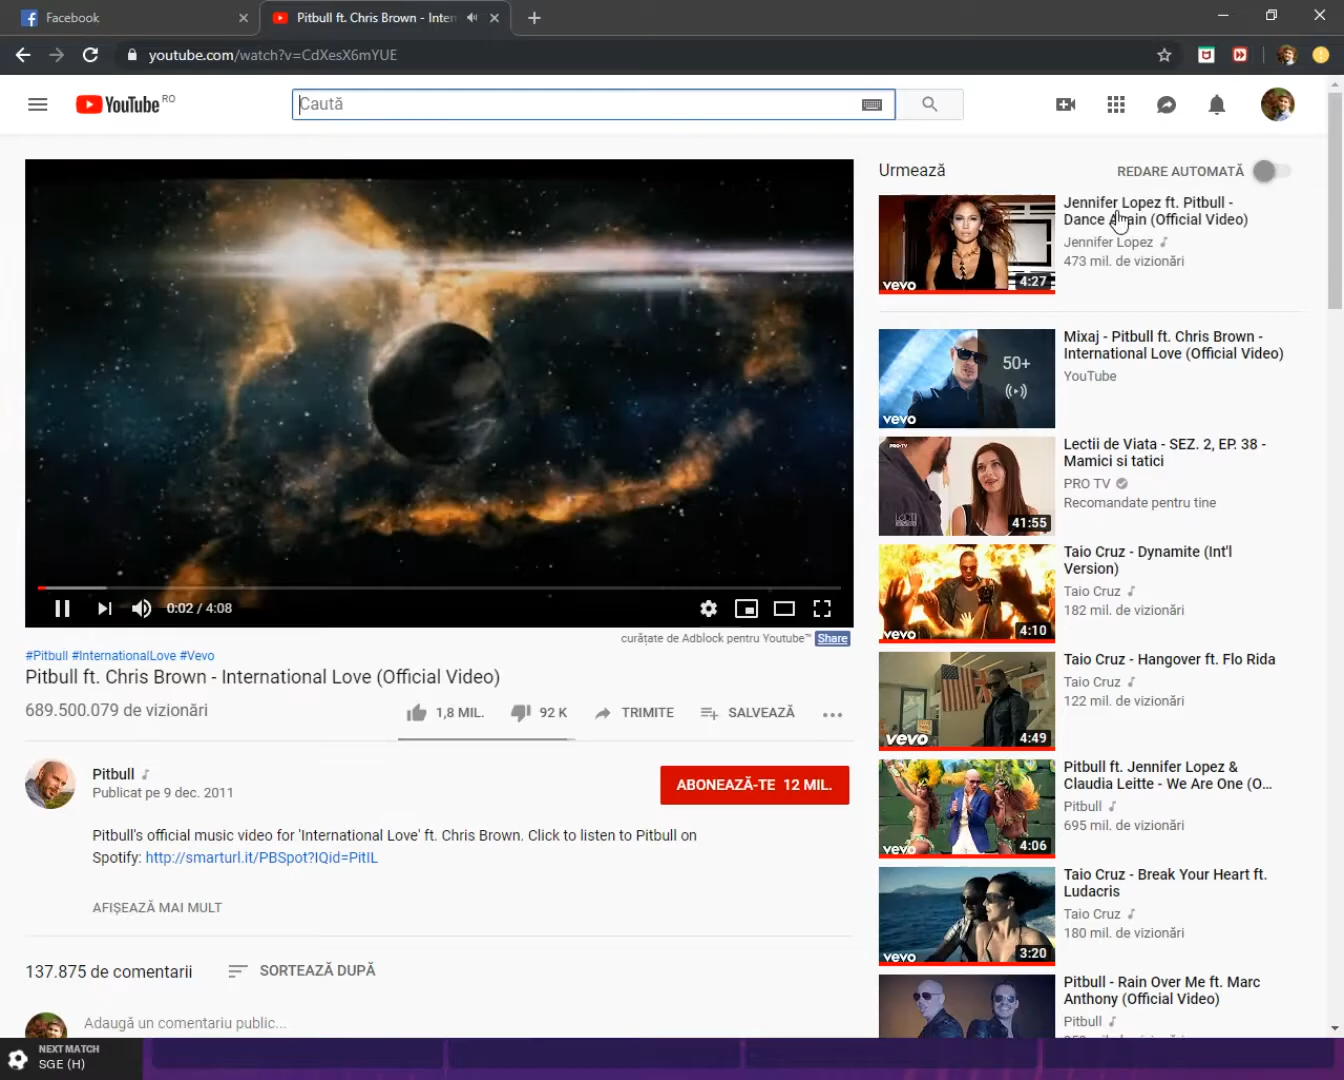 Facebook
Pitbull ft. Chris Brown - Inter
youtube.com/watch?v=CdXesX6mYUE
YouTube RO
Caută
Urmează
REDARE AUTOMATĂ
Jennifer Lopez ft. Pitbull -
Dance Again (Official Video)
Jennifer Lopez
473 mil. de vizionări
vevo
4:27
Mixaj - Pitbull ft. Chris Brown -
International Love (Official Video)
YouTube
50+
vevo
Lectii de Viata - SEZ. 2, EP. 38 -
Mamici si tatici
PRO TV
Recomandate pentru tine
PRO•TV
41:55
Taio Cruz - Dynamite (Int'l
Version)
Taio Cruz
182 mil. de vizionări
vevo
4:10
Taio Cruz - Hangover ft. Flo Rida
Taio Cruz
122 mil. de vizionări
vevo
4:49
Pitbull ft. Jennifer Lopez &
Claudia Leitte - We Are One (O...
Pitbull
695 mil. de vizionări
vevo
4:06
Taio Cruz - Break Your Heart ft.
Ludacris
Taio Cruz
180 mil. de vizionări
vevo
3:20
Pitbull - Rain Over Me ft. Marc
Anthony (Official Video)
Pitbull
0:02 / 4:08
curățate de Adblock pentru Youtube™ Share
#Pitbull #InternationalLove #Vevo
Pitbull ft. Chris Brown - International Love (Official Video)
689.500.079 de vizionări
1,8 MIL.
92 K
TRIMITE
SALVEAZĂ
Pitbull
Publicat pe 9 dec. 2011
ABONEAZĂ-TE 12 MIL.
Pitbull's official music video for 'International Love' ft. Chris Brown. Click to listen to Pitbull on
Spotify: http://smarturl.it/PBSpot?IQid=PitIL
AFIȘEAZĂ MAI MULT
137.875 de comentarii
SORTEAZĂ DUPĂ
Adaugă un comentariu public...
NEXT MATCH
SGE (H)